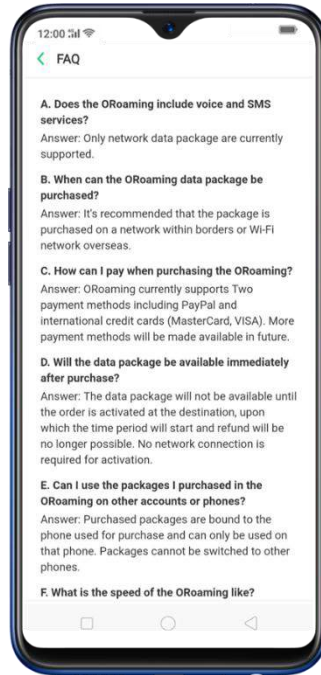 12:00
FAQ
A. Does the ORoaming include voice and SMS
services?
Answer: Only network data package are currently
supported.
B. When can the ORoaming data package be
purchased?
Answer: It's recommended that the package is
purchased on a network within borders or Wi-Fi
network overseas.
C. How can I pay when purchasing the ORoaming?
Answer: ORoaming currently supports Two
payment methods including PayPal and
international credit cards (MasterCard, VISA). More
payment methods will be made available in future.
D. Will the data package be available immediately
after purchase?
Answer: The data package will not be available until
the order is activated at the destination, upon
which the time period will start and refund will be
no longer possible. No network connection is
required for activation.
E. Can I use the packages I purchased in the
ORoaming on other accounts or phones?
Answer: Purchased packages are bound to the
phone used for purchase and can only be used on
that phone. Packages cannot be switched to other
phones.
F. What is the speed of the ORoaming like?